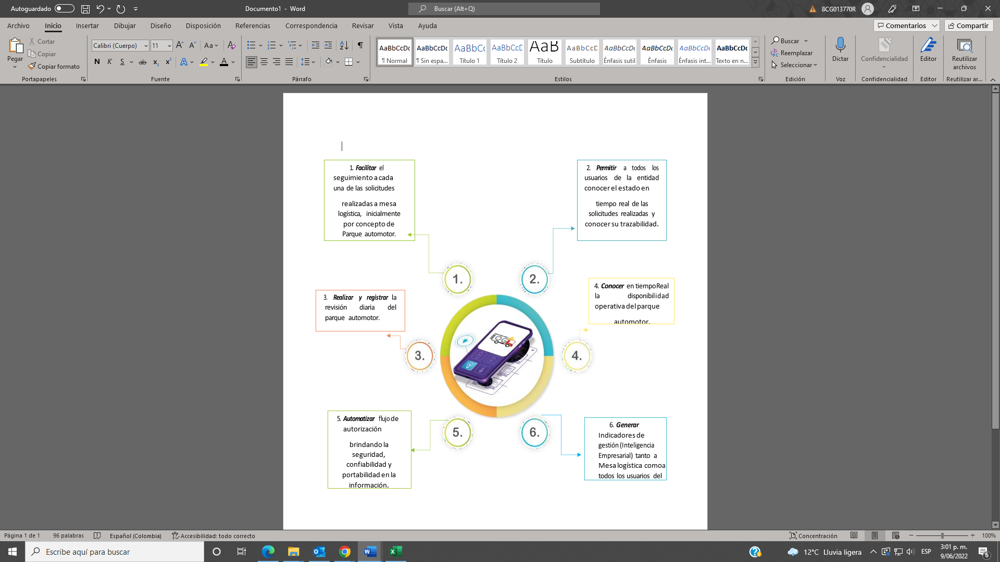 Autoguardado
Documento1 - Word
Buscar (Alt+Q)
8CG013770R
Archivo Inicio Insertar Dibujar Diseño Disposición Referencias Correspondencia Revisar Vista Ayuda
Comentarios Compartir
Pegar
Cortar
Copiar
Copiar formato
Portapapeles
Calibri (Cuerpo) 11
N K S ab x₂ x²
Fuente
Párrafo
AaBbCcDc ¶ Normal
AaBbCcDc ¶ Sin espa...
AaBbC Título 1
AaBbCcD Título 2
AaB Título
AaBbCcD Subtítulo
AaBbCcDc Énfasis sutil
AaBbCcDc Énfasis
AaBbCcDc Énfasis int...
AaBbCcDc Texto en n...
Estilos
Buscar
Reemplazar
Seleccionar
Edición
Dictar
Voz
Confidencialidad
Confidencialidad
Editor
Editor
Reutilizar
archivos
Reutilizar ar...
1. Facilitar el
seguimiento a cada
una de las solicitudes
realizadas a mesa
logística, inicialmente
por concepto de
Parque automotor.
2. Permitir a todos los
usuarios de la entidad
conocer el estado en
tiempo real de las
solicitudes realizadas y
conocer su trazabilidad.
1.
2.
3. Realizar y registrar la
revisión diaria del
parque automotor.
4. Conocer en tiempoReal
la disponibilidad
operativa del parque
automotor.
3.
4.
5. Automatizar flujo de
autorización
brindando la
seguridad,
confiabilidad y
portabilidad en la
información.
5.
6.
6. Generar
Indicadores de
gestión (Inteligencia
Empresarial) tanto a
Mesa logística comoa
todos los usuarios del
Página 1 de 1 96 palabras Español (Colombia) Accesibilidad: todo correcto
Concentración 100%
Escribe aquí para buscar
12°C Lluvia ligera
ESP
3:01 p. m.
9/06/2022
6